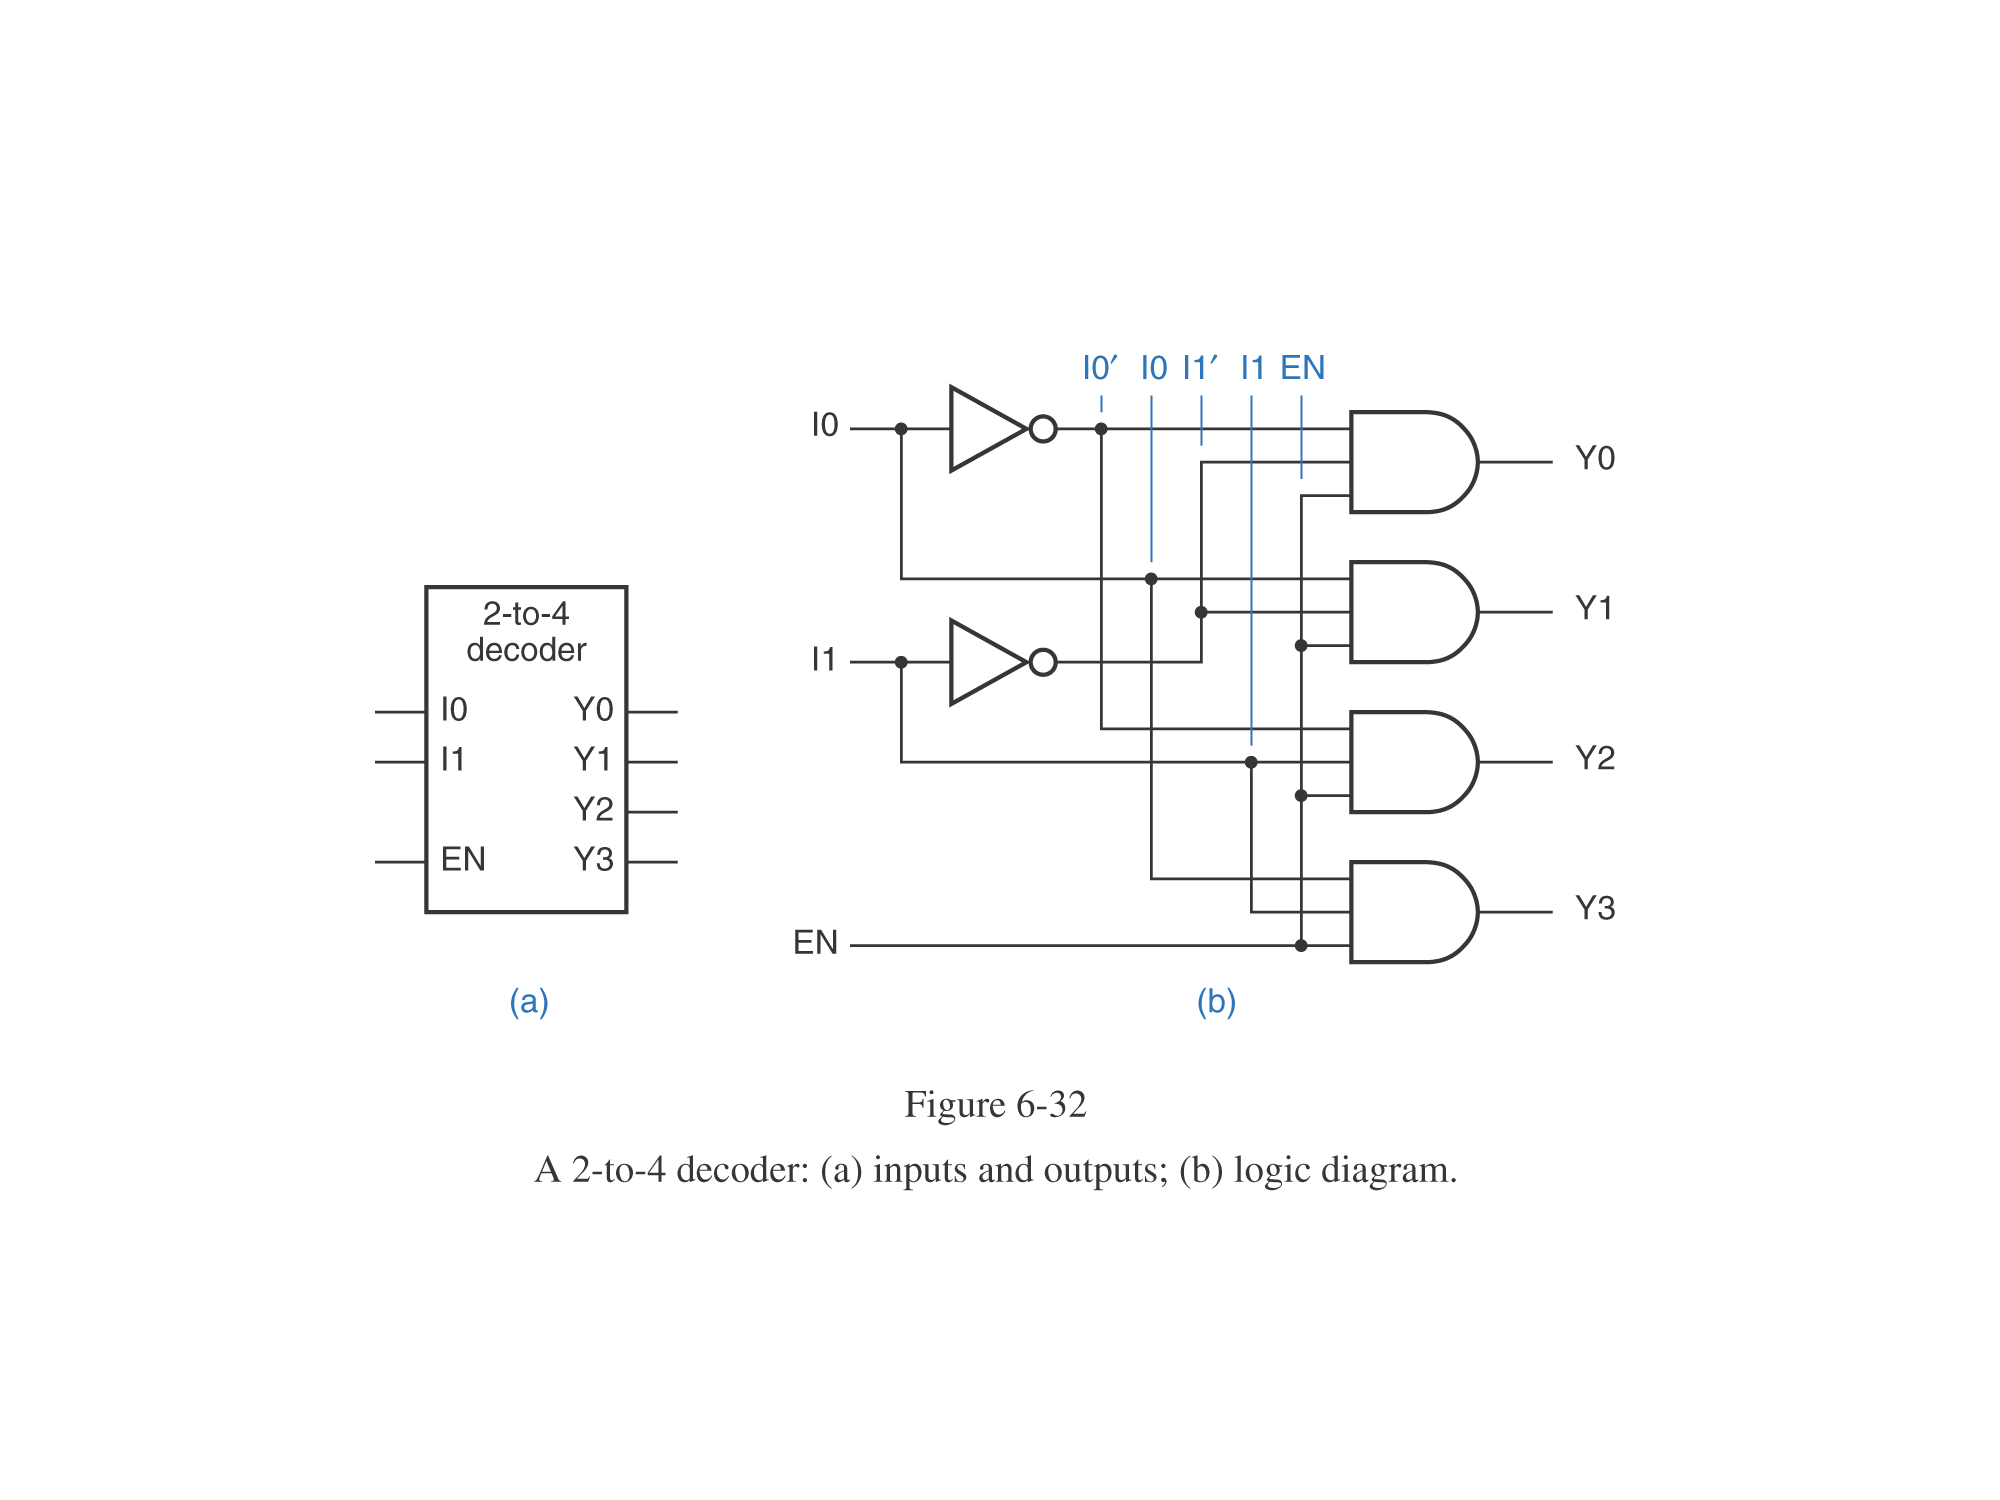 2-to-4
decoder
I0 Y0
I1 Y1
Y2
EN Y3
(a)
I0′ I0 I1′ I1 EN
I0
Y0
Y1
I1
Y2
Y3
EN
(b)
Figure 6-32
A 2-to-4 decoder: (a) inputs and outputs; (b) logic diagram.